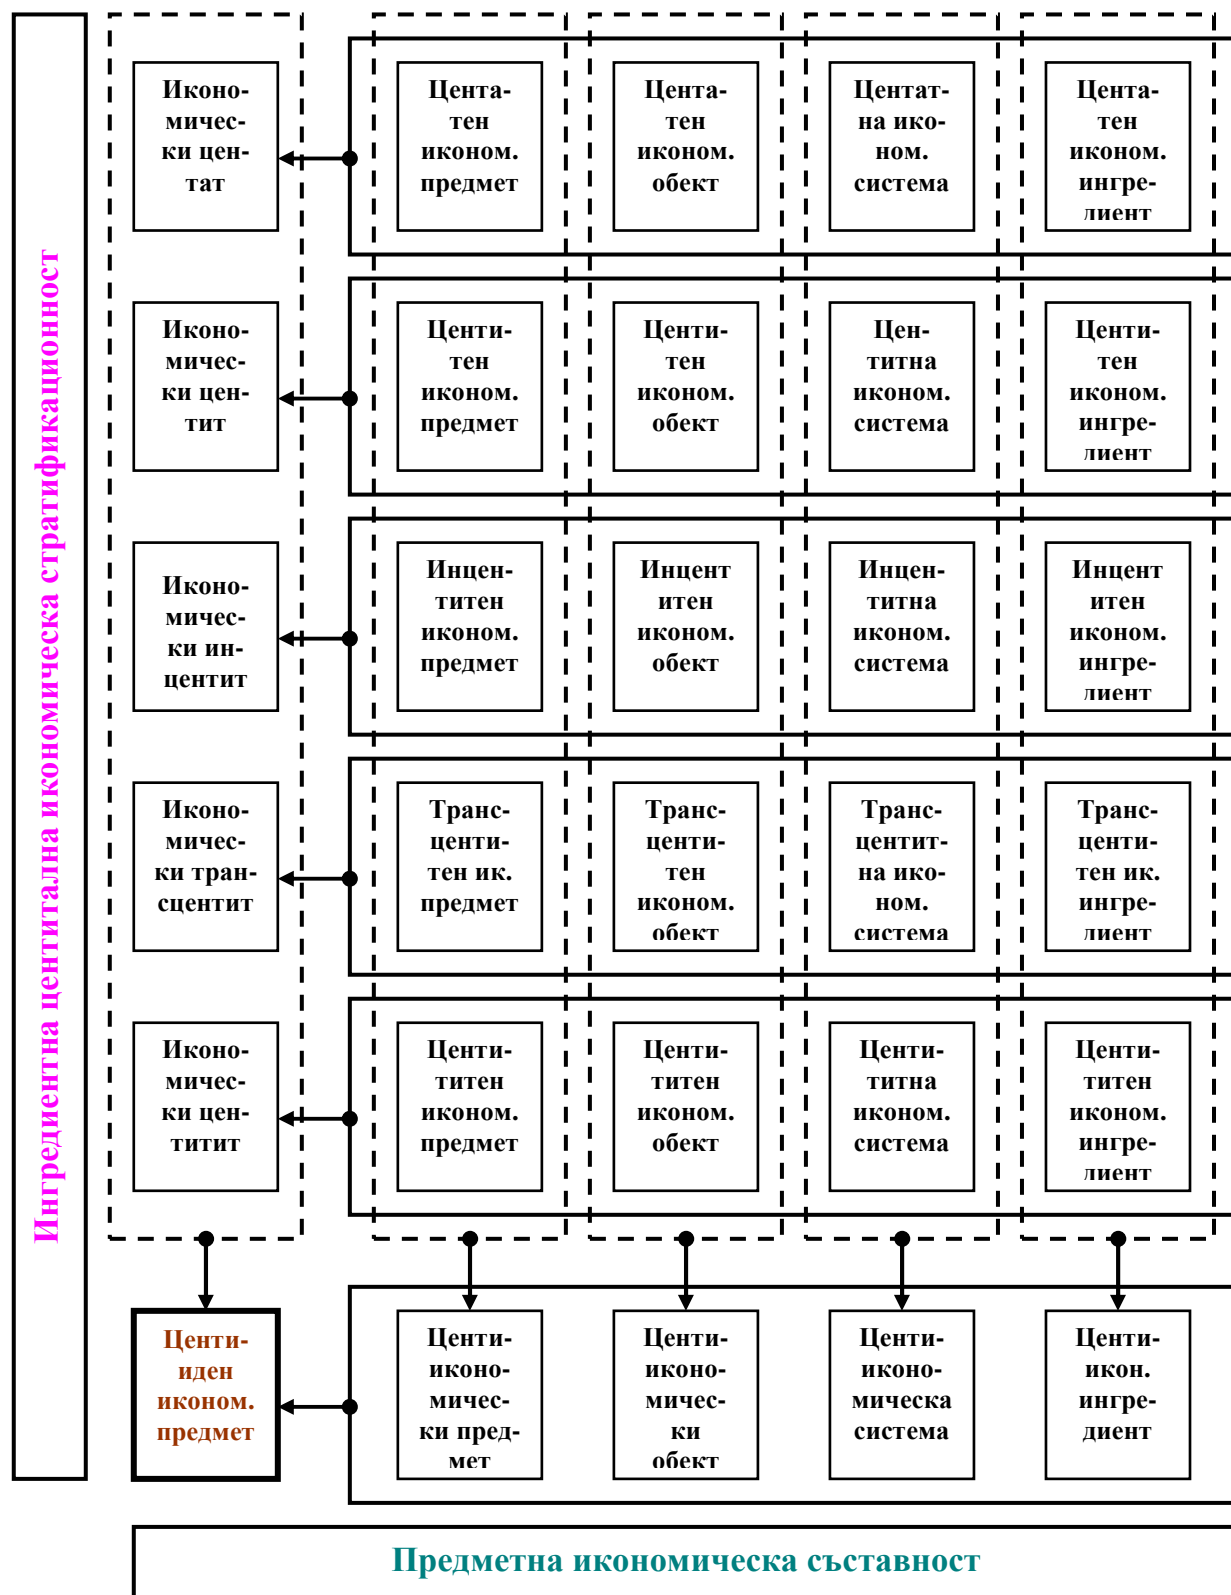 Ингредиентна центитална икономическа стратификационност
Иконо-
мичес-
ки цен-
тат
Цента-
тен
иконом.
предмет
Цента-
тен
иконом.
обект
Центат-
на ико-
ном.
система
Цента-
тен
иконом.
ингре-
диент
Иконо-
мичес-
ки цен-
тит
Центи-
тен
иконом.
предмет
Центи-
тен
иконом.
обект
Цен-
титна
иконом.
система
Центи-
тен
иконом.
ингре-
диент
Иконо-
мичес-
ки ин-
центит
Инцен-
титен
иконом.
предмет
Инцент
итен
иконом.
обект
Инцен-
титна
иконом.
система
Инцент
итен
иконом.
ингре-
диент
Иконо-
мичес-
ки тран-
сцентит
Транс-
центи-
тен ик.
предмет
Транс-
центи-
тен
иконом.
обект
Транс-
центит-
на ико-
ном.
система
Транс-
центи-
тен ик.
ингре-
диент
Иконо-
мичес-
ки цен-
титит
Центи-
титен
иконом.
предмет
Центи-
титен
иконом.
обект
Центи-
титна
иконом.
система
Центи-
титен
иконом.
ингре-
диент
Центи-
иден
иконом.
предмет
Центи-
иконо-
мичес-
ки пред-
мет
Центи-
иконо-
мичес-
ки
обект
Центи-
иконо-
мическа
система
Центи-
икон.
ингре-
диент
Предметна икономическа съставност